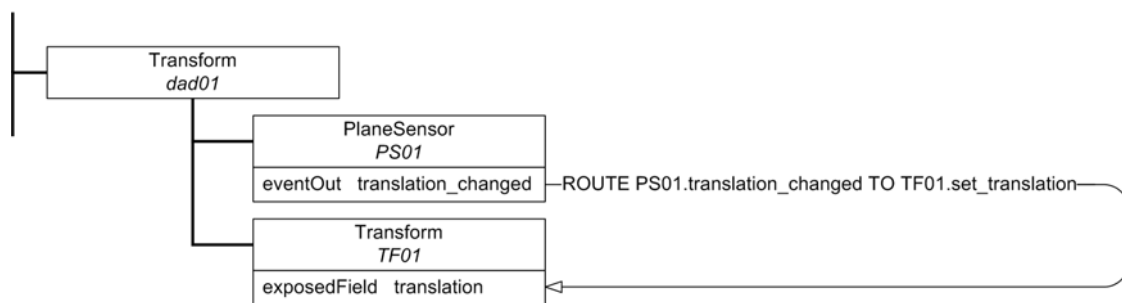 Transform
dad01
PlaneSensor
PS01
eventOut translation_changed
ROUTE PS01.translation_changed TO TF01.set_translation
Transform
TF01
exposedField translation